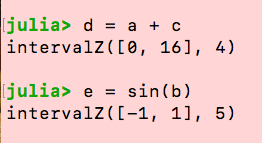 julia> d = a + c
intervalZ([0, 16], 4)
julia> e = sin(b)
intervalZ([-1, 1], 5)